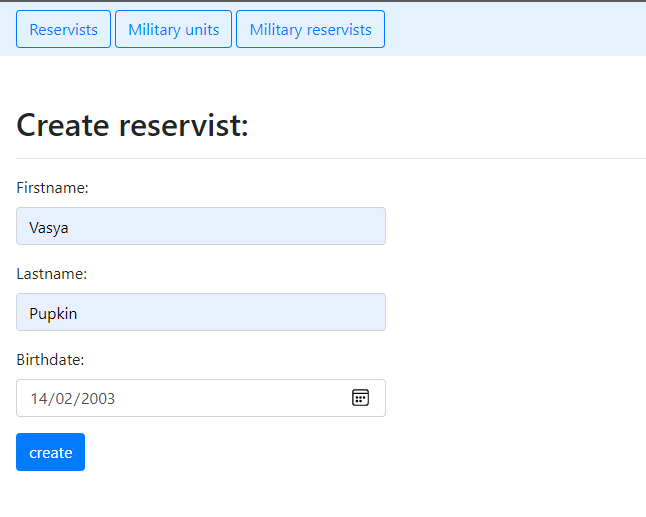 Reservists Military units Military reservists
Create reservist:
Firstname:
Vasya
Lastname:
Pupkin
Birthdate:
14/02/2003
create